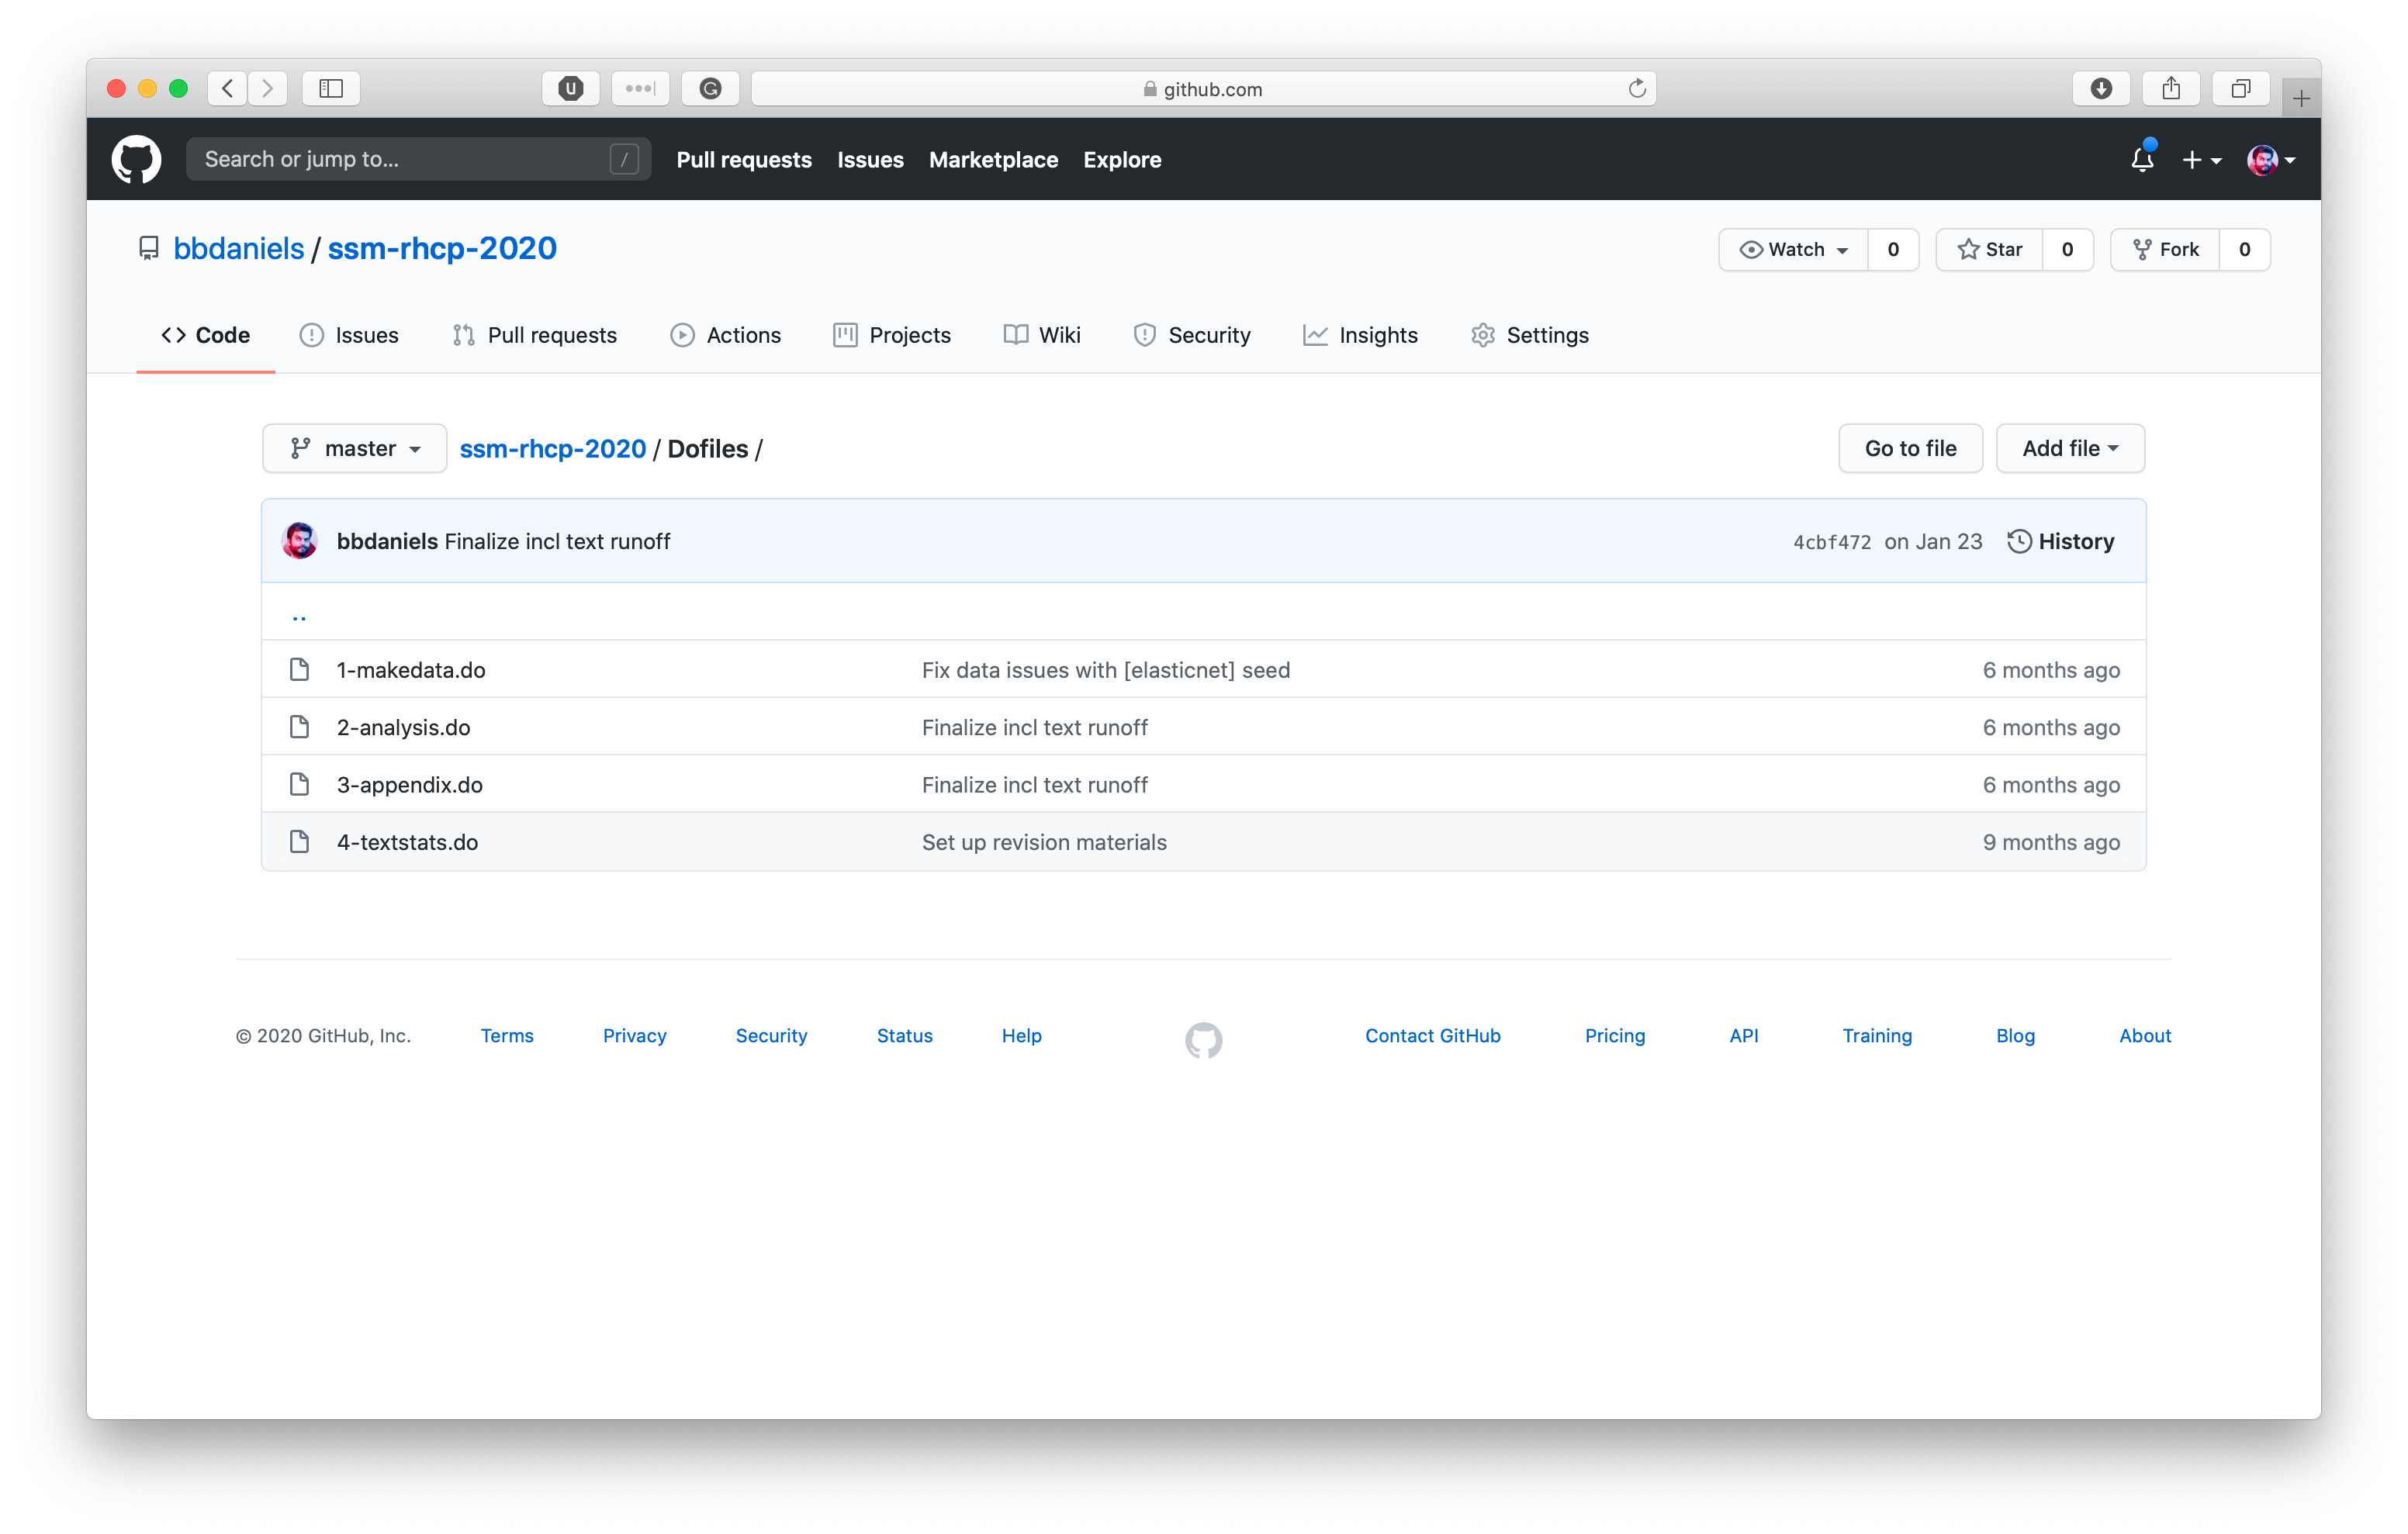 github.com
Search or jump to... / Pull requests Issues Marketplace Explore
bbdaniels / ssm-rhcp-2020 Watch 0 Star 0 Fork 0
Code Issues Pull requests Actions Projects Wiki Security Insights Settings
master ssm-rhcp-2020 / Dofiles / Go to file Add file
bbdaniels Finalize incl text runoff 4cbf472 on Jan 23 History
..
1-makedata.do Fix data issues with [elasticnet] seed 6 months ago
2-analysis.do Finalize incl text runoff 6 months ago
3-appendix.do Finalize incl text runoff 6 months ago
4-textstats.do Set up revision materials 9 months ago
© 2020 GitHub, Inc. Terms Privacy Security Status Help Contact GitHub Pricing API Training Blog About